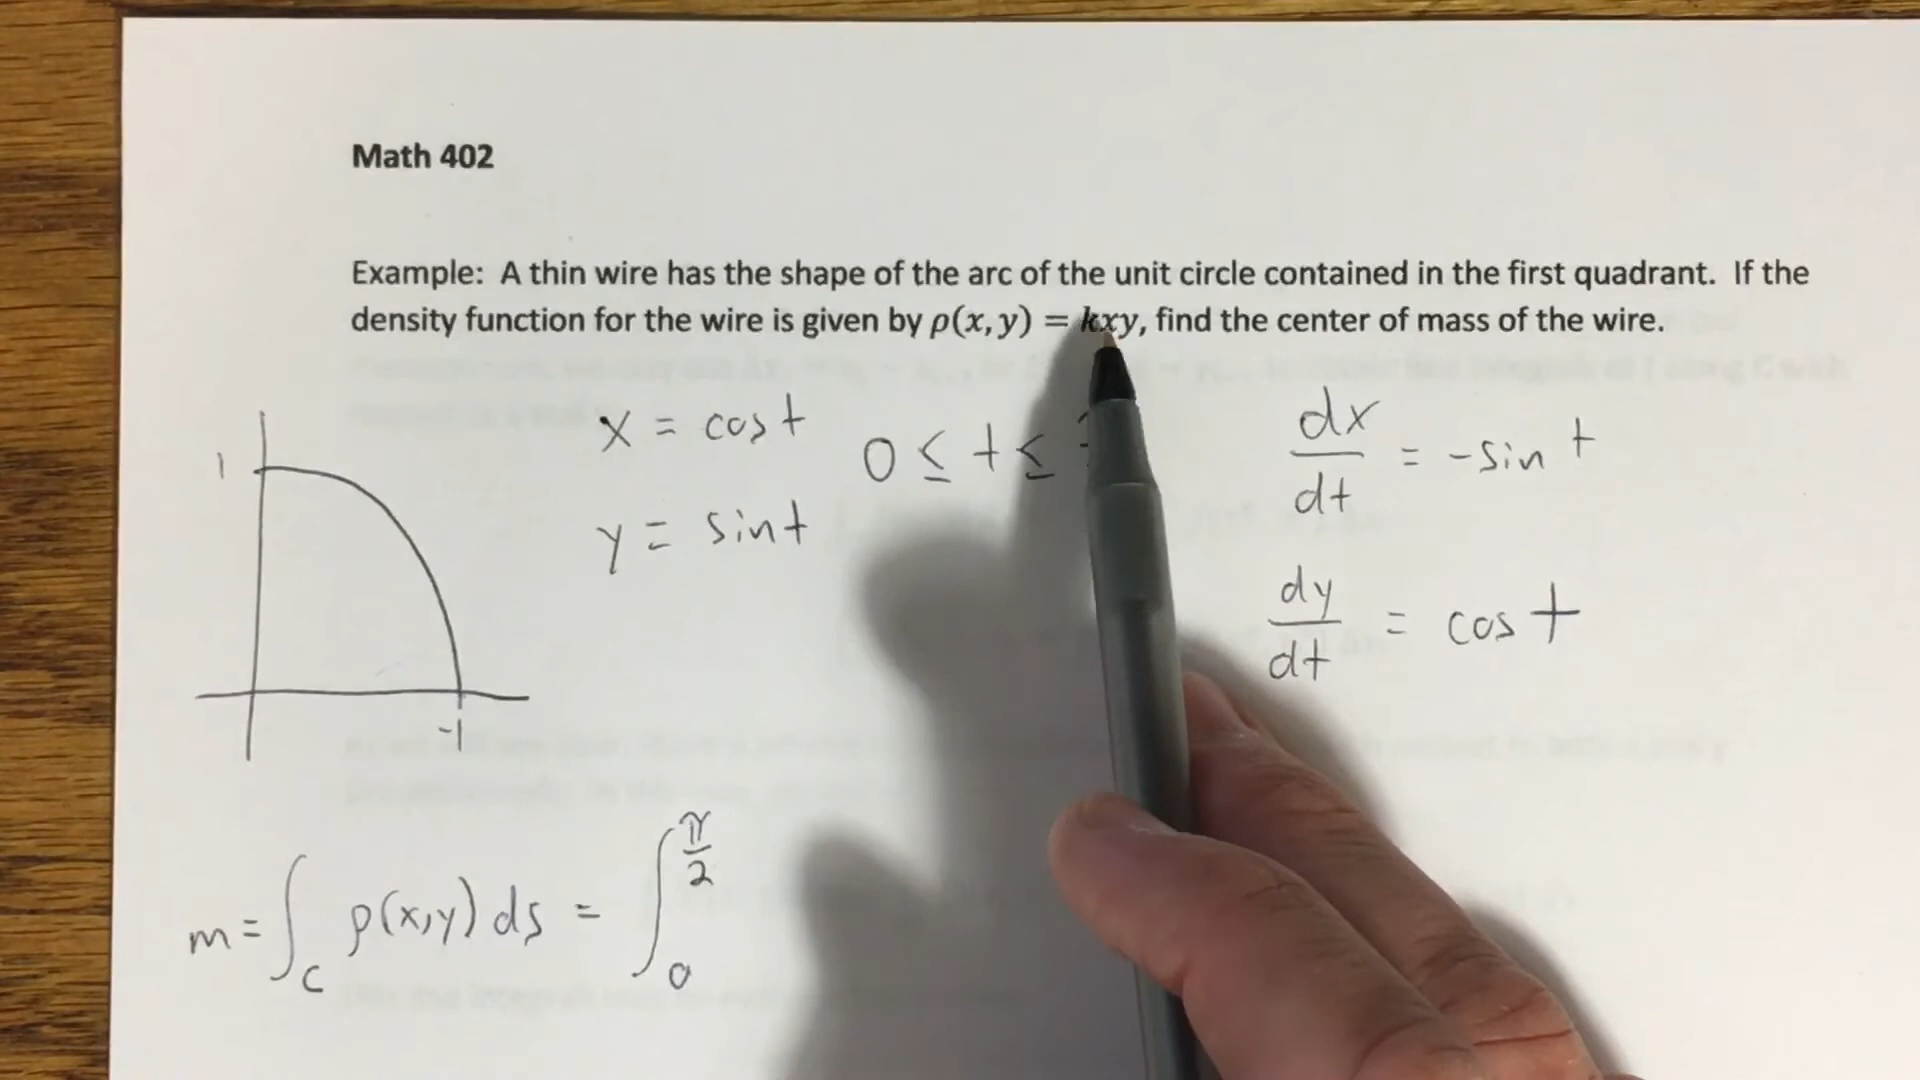 Math 402
Example: A thin wire has the shape of the arc of the unit circle contained in the first quadrant. If the
density function for the wire is given by ρ(x, y) = kxy, find the center of mass of the wire.
x = cos t
0 ≤ t ≤
y = sin t
dx/dt = -sin t
dy/dt = cos t
1
-1
m = ∫_C ρ(x,y) ds = ∫_0^{π/2}